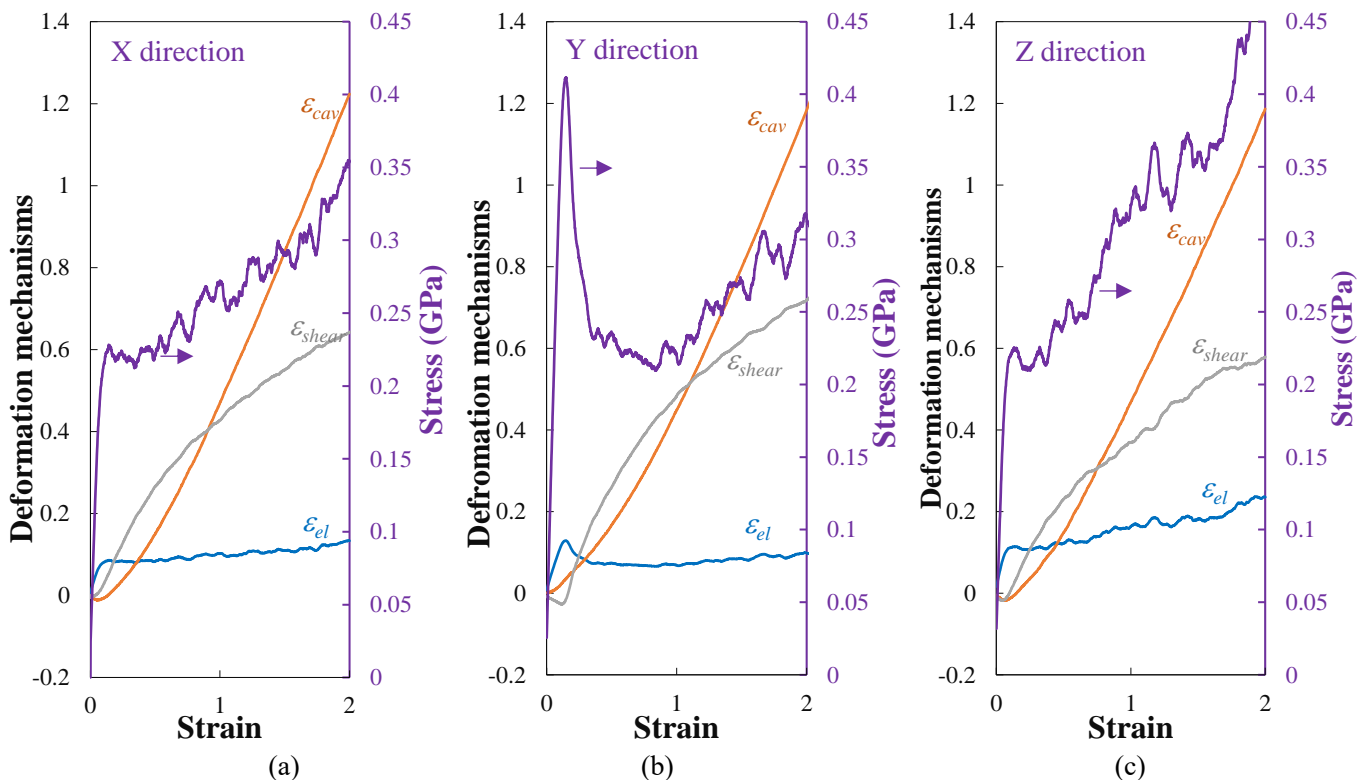 X direction
Y direction
Z direction
Deformation mechanisms
1.4
1.2
1
0.8
0.6
0.4
0.2
0
-0.2
0
1
2
Strain
0.45
0.4
0.35
0.3
0.25
0.2
0.15
0.1
0.05
0
Stress (GPa)
εcav
εshear
εel
(a)
Defromation mechanisms
1.4
1.2
1
0.8
0.6
0.4
0.2
0
-0.2
0
1
2
Strain
0.45
0.4
0.35
0.3
0.25
0.2
0.15
0.1
0.05
0
Stress (GPa)
εcav
εshear
εel
(b)
Deformation mechanisms
1.4
1.2
1
0.8
0.6
0.4
0.2
0
-0.2
0
1
2
Strain
0.45
0.4
0.35
0.3
0.25
0.2
0.15
0.1
0.05
0
Stress (GPa)
εcav
εshear
εel
(c)